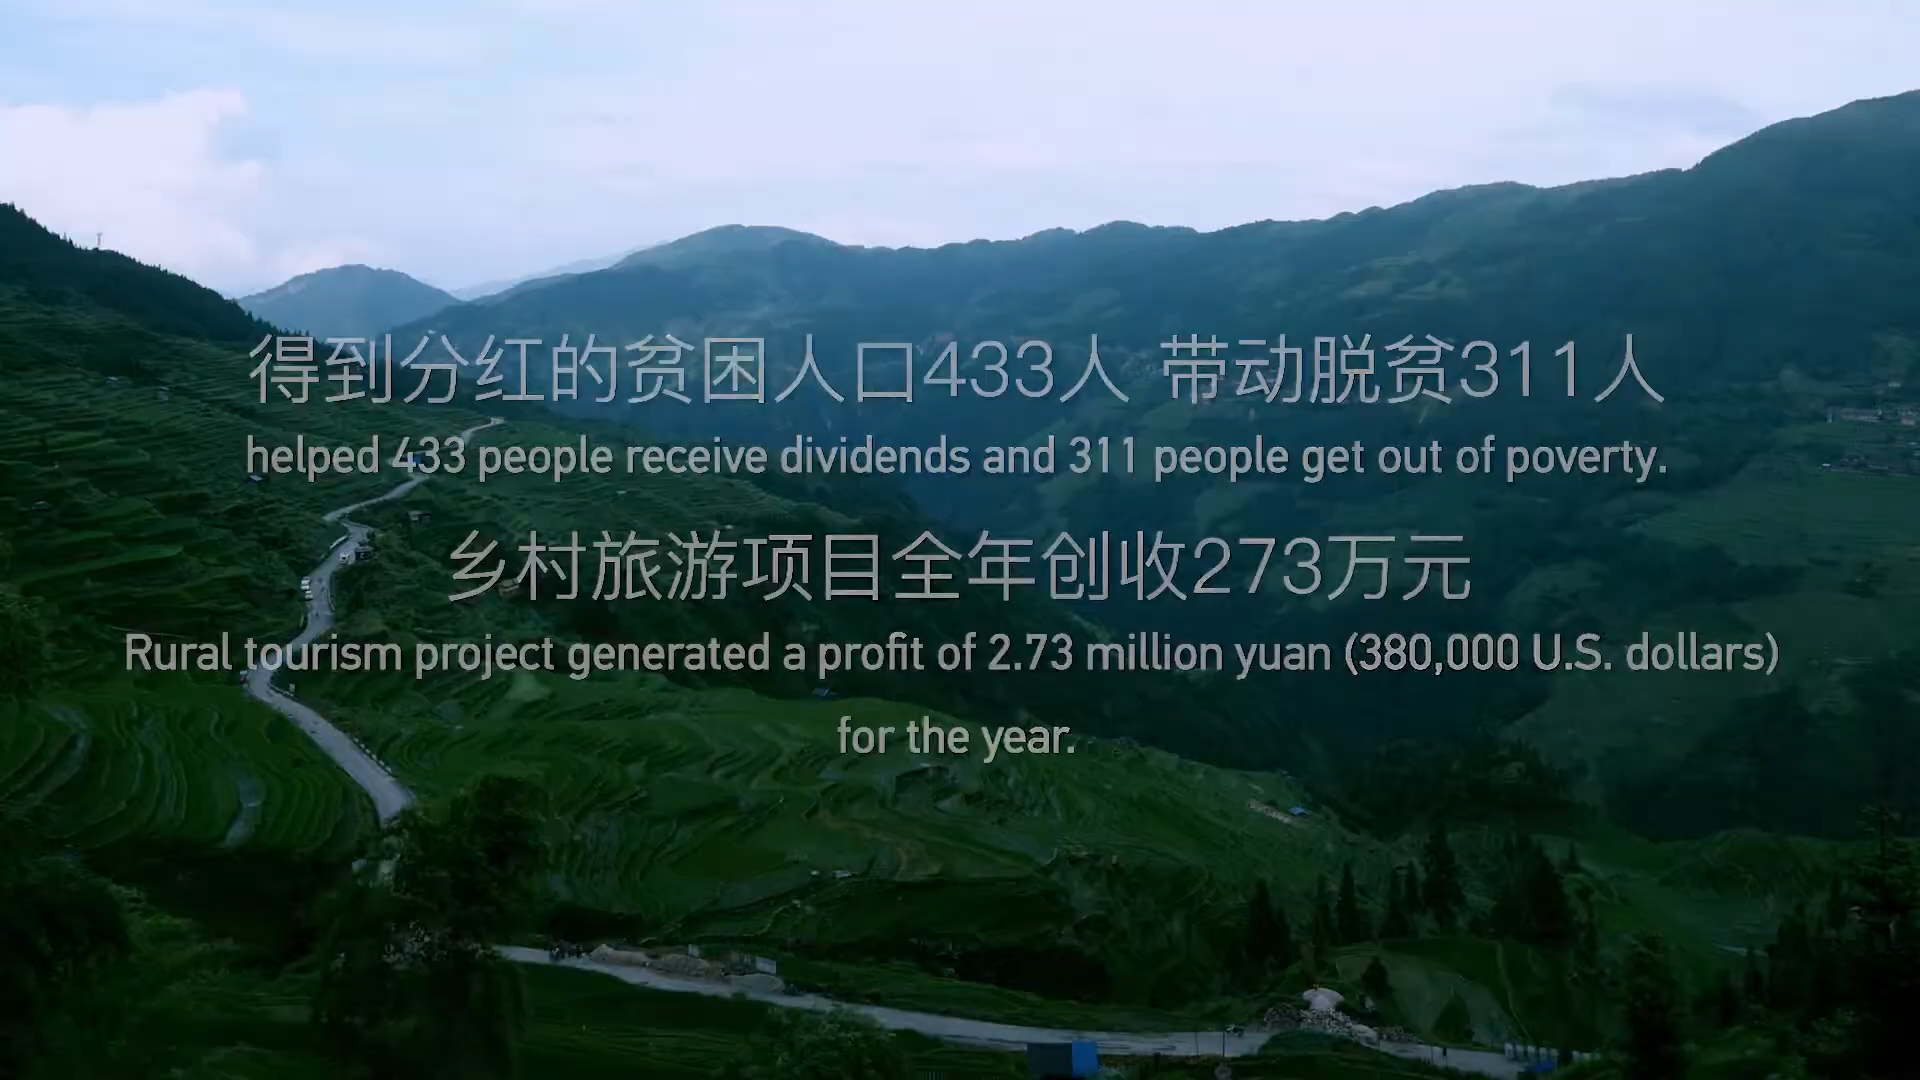 得到分红的贫困人口433人 带动脱贫311人
helped 433 people receive dividends and 311 people get out of poverty.
乡村旅游项目全年创收273万元
Rural tourism project generated a profit of 2.73 million yuan (380,000 U.S. dollars)
for the year.